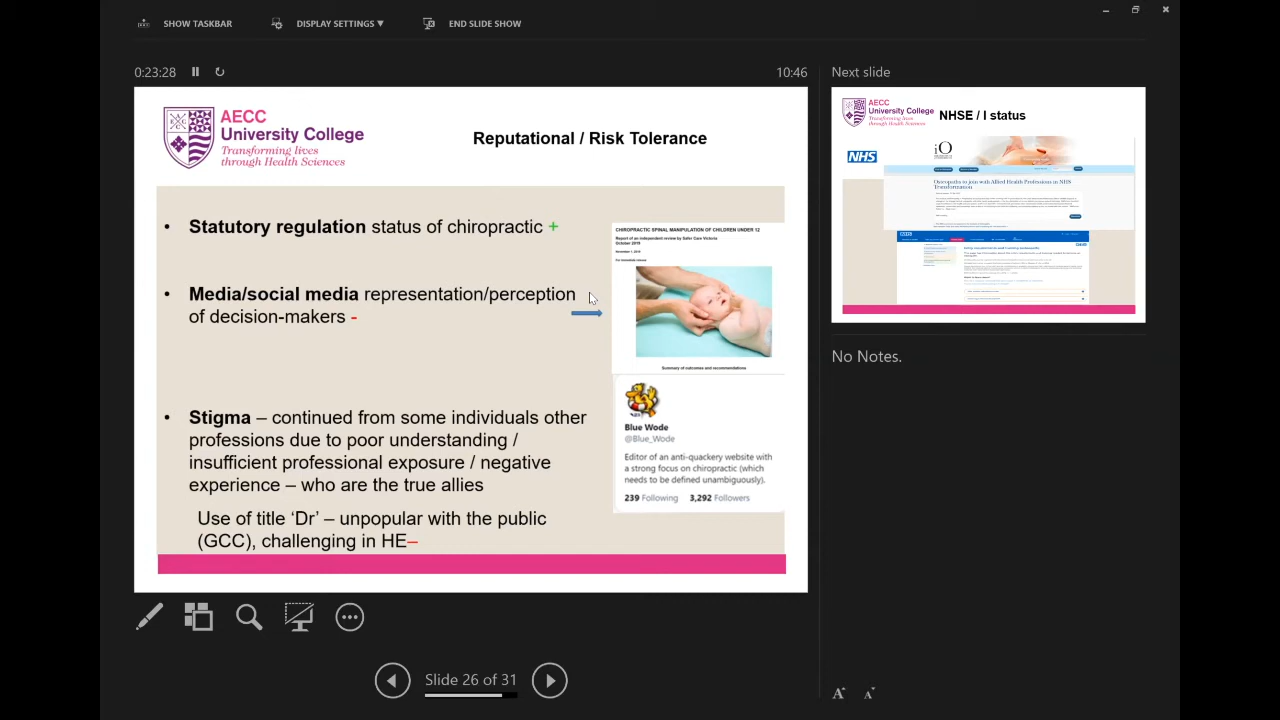 SHOW TASKBAR DISPLAY SETTINGS ▼ END SLIDE SHOW
0:23:28
10:46
AECC
University College
Transforming lives
through Health Sciences
Reputational / Risk Tolerance
• Statutory regulation status of chiropractic +
• Media/social media representation/perception
of decision-makers -
• Stigma – continued from some individuals other
professions due to poor understanding /
insufficient professional exposure / negative
experience – who are the true allies
Use of title ‘Dr’ – unpopular with the public
(GCC), challenging in HE–
CHIROPRACTIC SPINAL MANIPULATION OF CHILDREN UNDER 12
Report of an independent review by Safer Care Victoria
October 2019
Summary of outcomes and recommendations
Blue Wode
@Blue_Wode
Editor of an anti-quackery website with
a strong focus on chiropractic (which
needs to be defined unambiguously).
239 Following 3,292 Followers
Next slide
AECC
University College
Transforming lives
through Health Sciences
NHSE / I status
NHS
iO
Osteopaths to join with Allied Health Professions in NHS
Transformation
No Notes.
Slide 26 of 31
A A